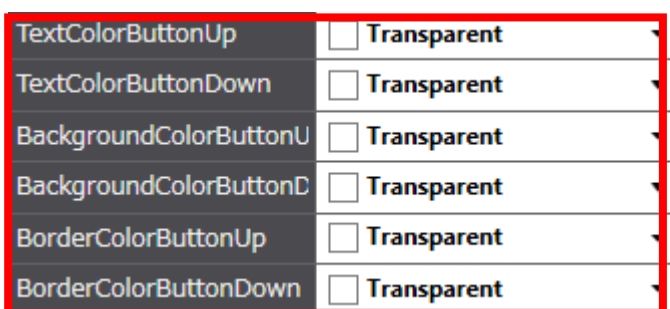 TextColorButtonUp Transparent
TextColorButtonDown Transparent
BackgroundColorButtonU Transparent
BackgroundColorButtonD Transparent
BorderColorButtonUp Transparent
BorderColorButtonDown Transparent